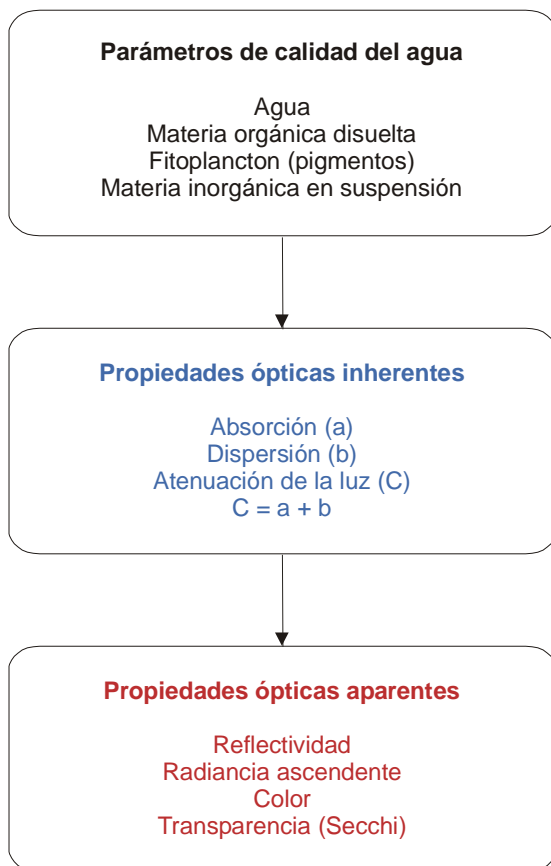 Parámetros de calidad del agua
Agua
Materia orgánica disuelta
Fitoplancton (pigmentos)
Materia inorgánica en suspensión
Propiedades ópticas inherentes
Absorción (a)
Dispersión (b)
Atenuación de la luz (C)
C = a + b
Propiedades ópticas aparentes
Reflectividad
Radiancia ascendente
Color
Transparencia (Secchi)